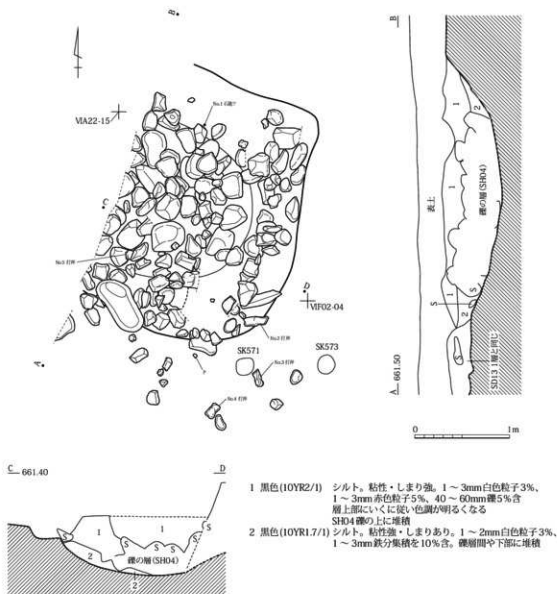 B
VIA22-15
C
No.5 打斧
A
D
VIF02-04
No.2 打斧
SK571
SK573
No.3 打斧
No.4 打斧
B
1
2
1
表土
礫の層(SH04)
S
1
2
S
S
SD13 1層と同じ
A 661.50
0
1m
C 661.40
D
1
1
S
S
S
S
S
S
2
礫の層(SH04)
2
1 黒色(10YR2/1) シルト。粘性・しまり強。1～3mm白色粒子3%、
1～3mm赤色粒子5%、40～60mm礫5%含
層上部にいくに従い色調が明るくなる
SH04礫の上に堆積
2 黒色(10YR1.7/1) シルト。粘性強・しまりあり。1～2mm白色粒子3%、
1～3mm鉄分集積を10%含。礫層間や下部に堆積